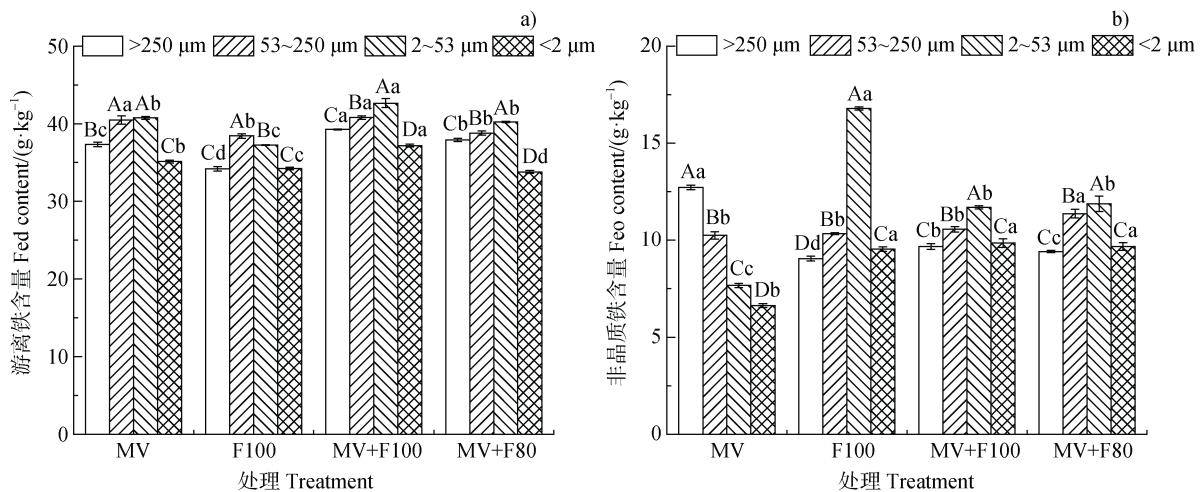 a)
>250 μm 53~250 μm 2~53 μm <2 μm
50
40
30
20
10
0
游离铁含量 Fed content/(g·kg⁻¹)
Bc Aa Ab Cb
Cd Ab Bc Cc
Ca Ba Aa Da
Cb Bb Ab Dd
MV F100 MV+F100 MV+F80
处理 Treatment
b)
>250 μm 53~250 μm 2~53 μm <2 μm
20
15
10
5
0
非晶质铁含量 Feo content/(g·kg⁻¹)
Aa Bb Cc Db
Dd Bb Aa Ca
Cb Bb Ab Ca
Cc Ba Ab Ca
MV F100 MV+F100 MV+F80
处理 Treatment